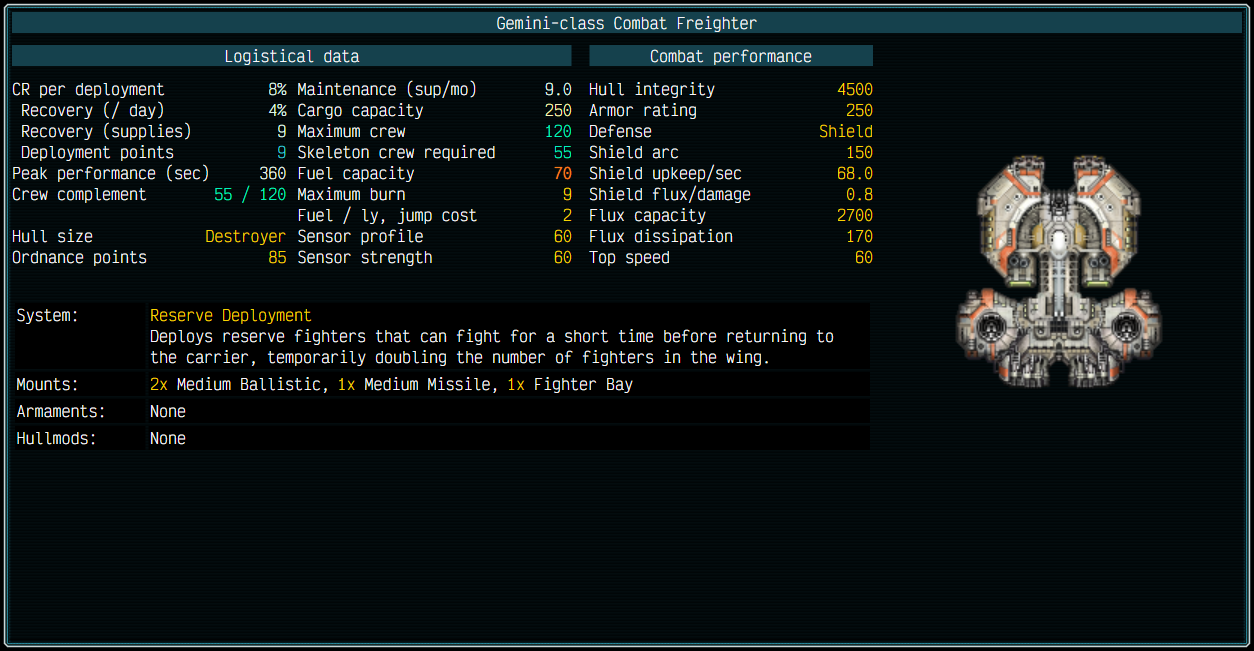 Gemini-class Combat Freighter
Logistical data
CR per deployment 8% Maintenance (sup/mo) 9.0
Recovery (/ day) 4% Cargo capacity 250
Recovery (supplies) 9 Maximum crew 120
Deployment points 9 Skeleton crew required 55
Peak performance (sec) 360 Fuel capacity 70
Crew complement 55 / 120 Maximum burn 9
Fuel / ly, jump cost 2
Hull size Destroyer Sensor profile 60
Ordnance points 85 Sensor strength 60
Combat performance
Hull integrity 4500
Armor rating 250
Defense Shield
Shield arc 150
Shield upkeep/sec 68.0
Shield flux/damage 0.8
Flux capacity 2700
Flux dissipation 170
Top speed 60
System: Reserve Deployment
Deploys reserve fighters that can fight for a short time before returning to
the carrier, temporarily doubling the number of fighters in the wing.
Mounts: 2x Medium Ballistic, 1x Medium Missile, 1x Fighter Bay
Armaments: None
Hullmods: None